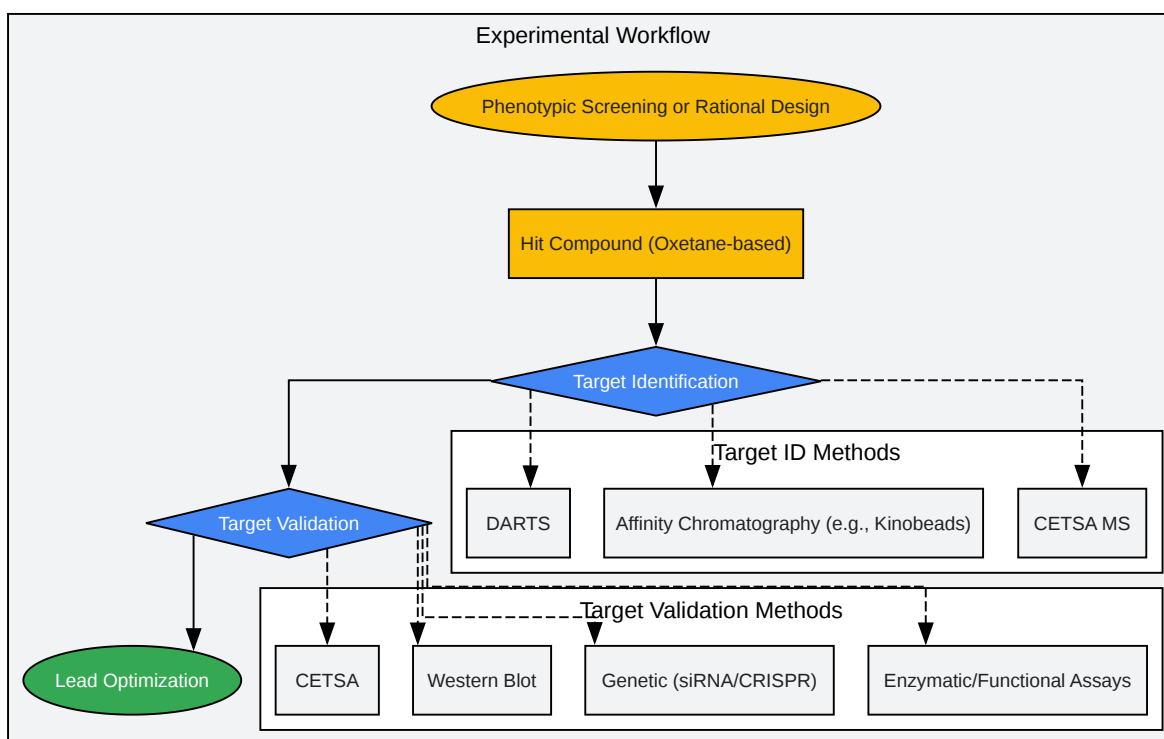 Experimental Workflow
Phenotypic Screening or Rational Design
Hit Compound (Oxetane-based)
Target Identification
Target ID Methods
DARTS
Affinity Chromatography (e.g., Kinobeads)
CETSA MS
Target Validation
Target Validation Methods
Lead Optimization
CETSA
Western Blot
Genetic (siRNA/CRISPR)
Enzymatic/Functional Assays